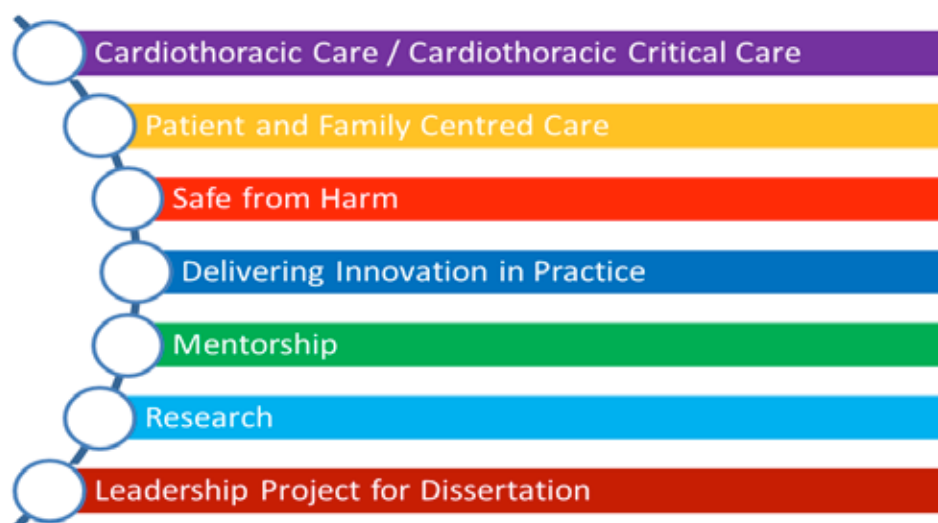 Cardiothoracic Care / Cardiothoracic Critical Care
Patient and Family Centred Care
Safe from Harm
Delivering Innovation in Practice
Mentorship
Research
Leadership Project for Dissertation